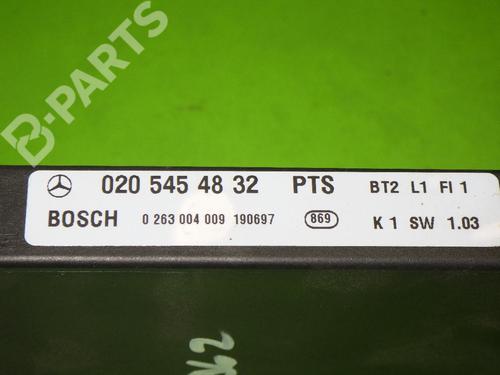 B-PARTS
020 545 48 32 PTS BT2 L1 FI 1
BOSCH 0 263 004 009 190697 869 K 1 SW 1.03